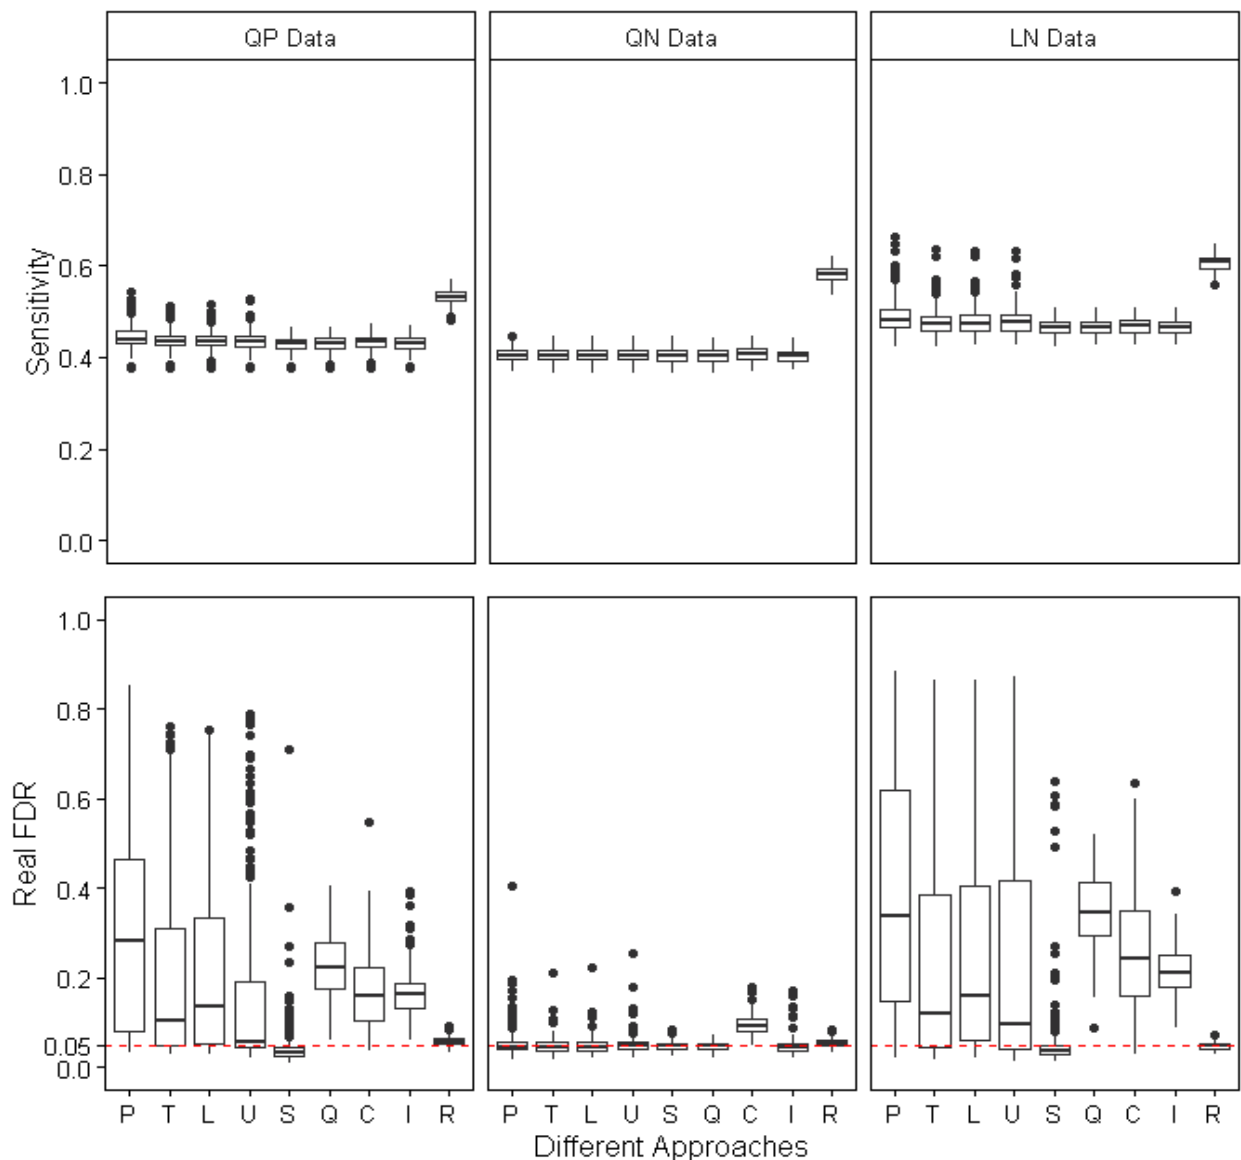 QP Data QN Data LN Data
Sensitivity
1.0
0.8
0.6
0.4
0.2
0.0
Real FDR
1.0
0.8
0.6
0.4
0.2
0.05
0.0
P T L U S Q C I R P T L U S Q C I R P T L U S Q C I R
Different Approaches